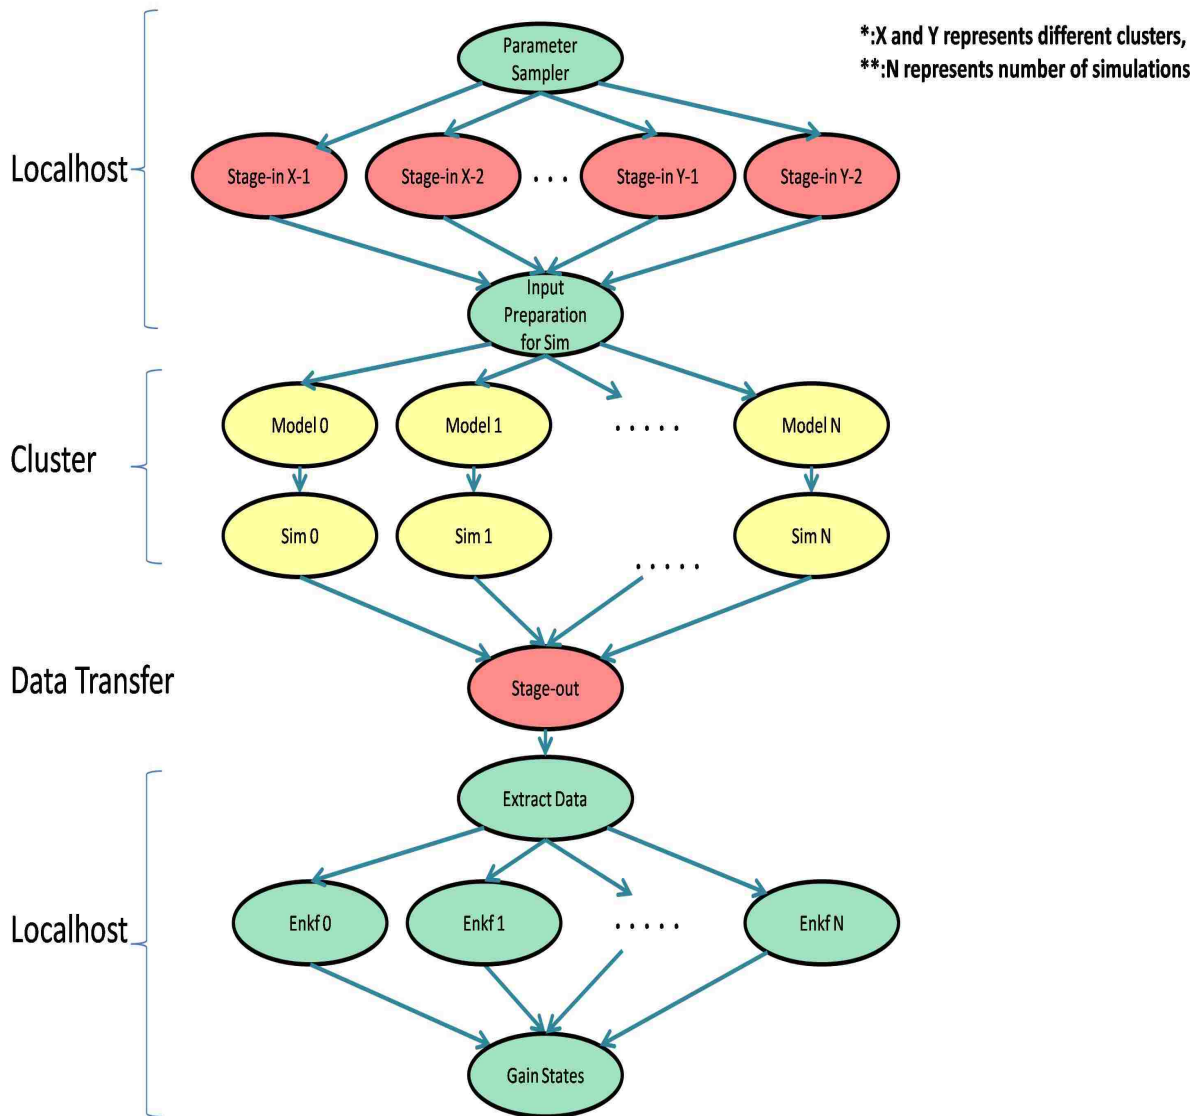 Parameter
Sampler
*:X and Y represents different clusters,
**:N represents number of simulations
Localhost
Stage-in X-1
Stage-in X-2
. . .
Stage-in Y-1
Stage-in Y-2
Input
Preparation
for Sim
Cluster
Model 0
Model 1
. . . . .
Model N
Sim 0
Sim 1
. . . . .
Sim N
Data Transfer
Stage-out
Extract Data
Localhost
Enkf 0
Enkf 1
. . . . .
Enkf N
Gain States